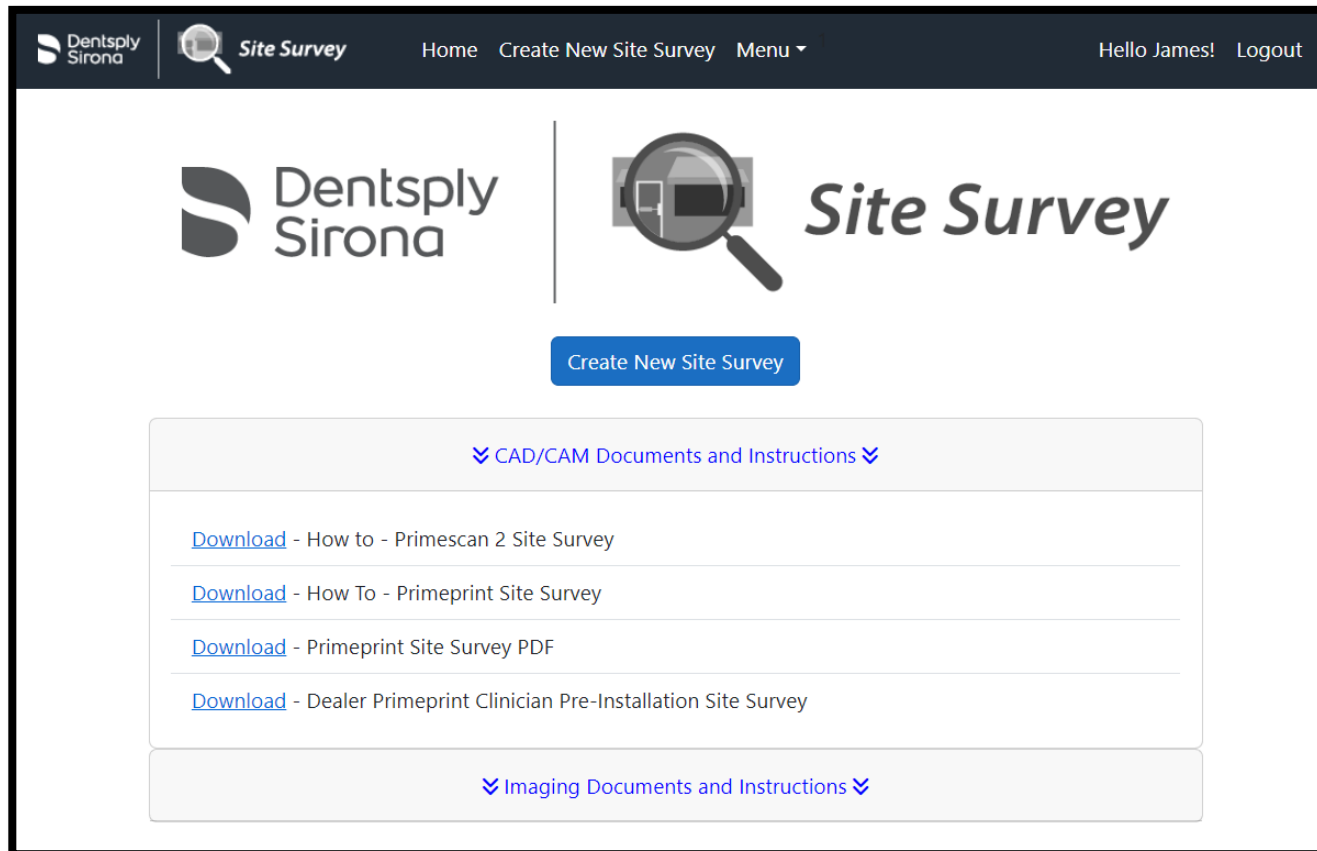 Dentsply
Sirona
Site Survey
Home Create New Site Survey Menu
Hello James! Logout
Dentsply
Sirona
Site Survey
Create New Site Survey
CAD/CAM Documents and Instructions
Download - How to - Primescan 2 Site Survey
Download - How To - Primeprint Site Survey
Download - Primeprint Site Survey PDF
Download - Dealer Primeprint Clinician Pre-Installation Site Survey
Imaging Documents and Instructions